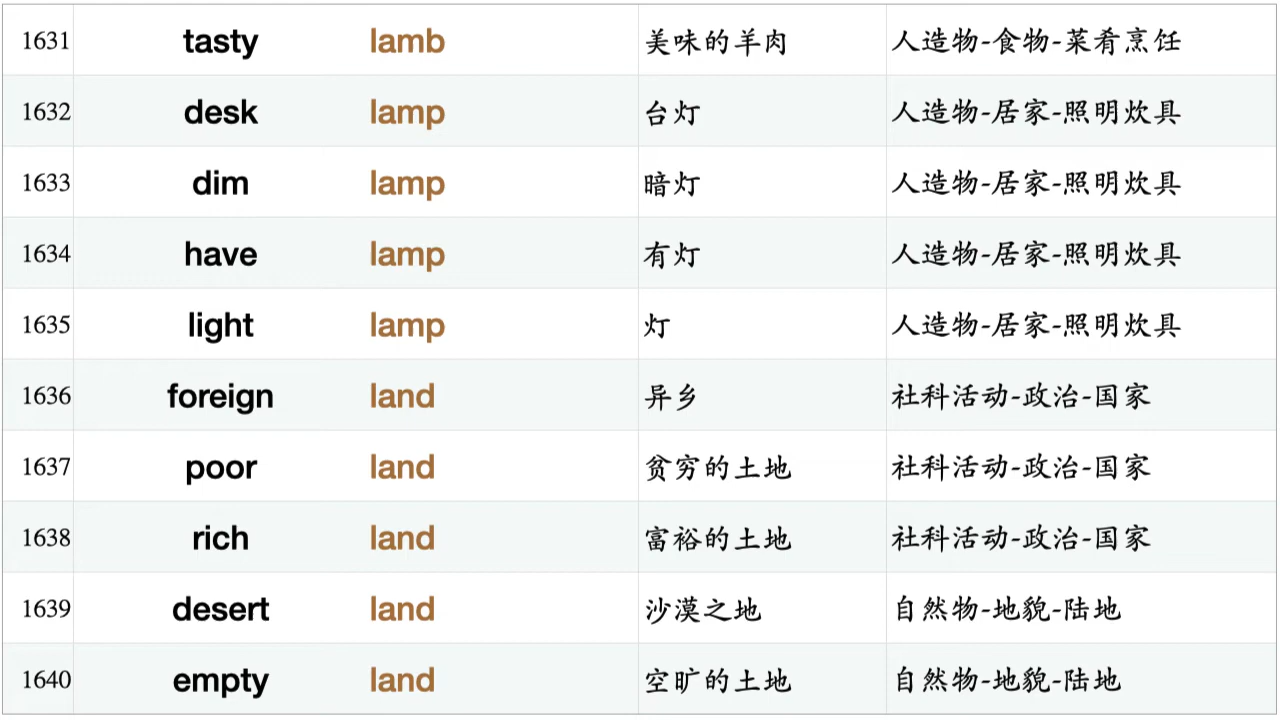 1631 tasty lamb 美味的羊肉 人造物-食物-菜肴烹饪
1632 desk lamp 台灯 人造物-居家-照明炊具
1633 dim lamp 暗灯 人造物-居家-照明炊具
1634 have lamp 有灯 人造物-居家-照明炊具
1635 light lamp 灯 人造物-居家-照明炊具
1636 foreign land 异乡 社科活动-政治-国家
1637 poor land 贫穷的土地 社科活动-政治-国家
1638 rich land 富裕的土地 社科活动-政治-国家
1639 desert land 沙漠之地 自然物-地貌-陆地
1640 empty land 空旷的土地 自然物-地貌-陆地